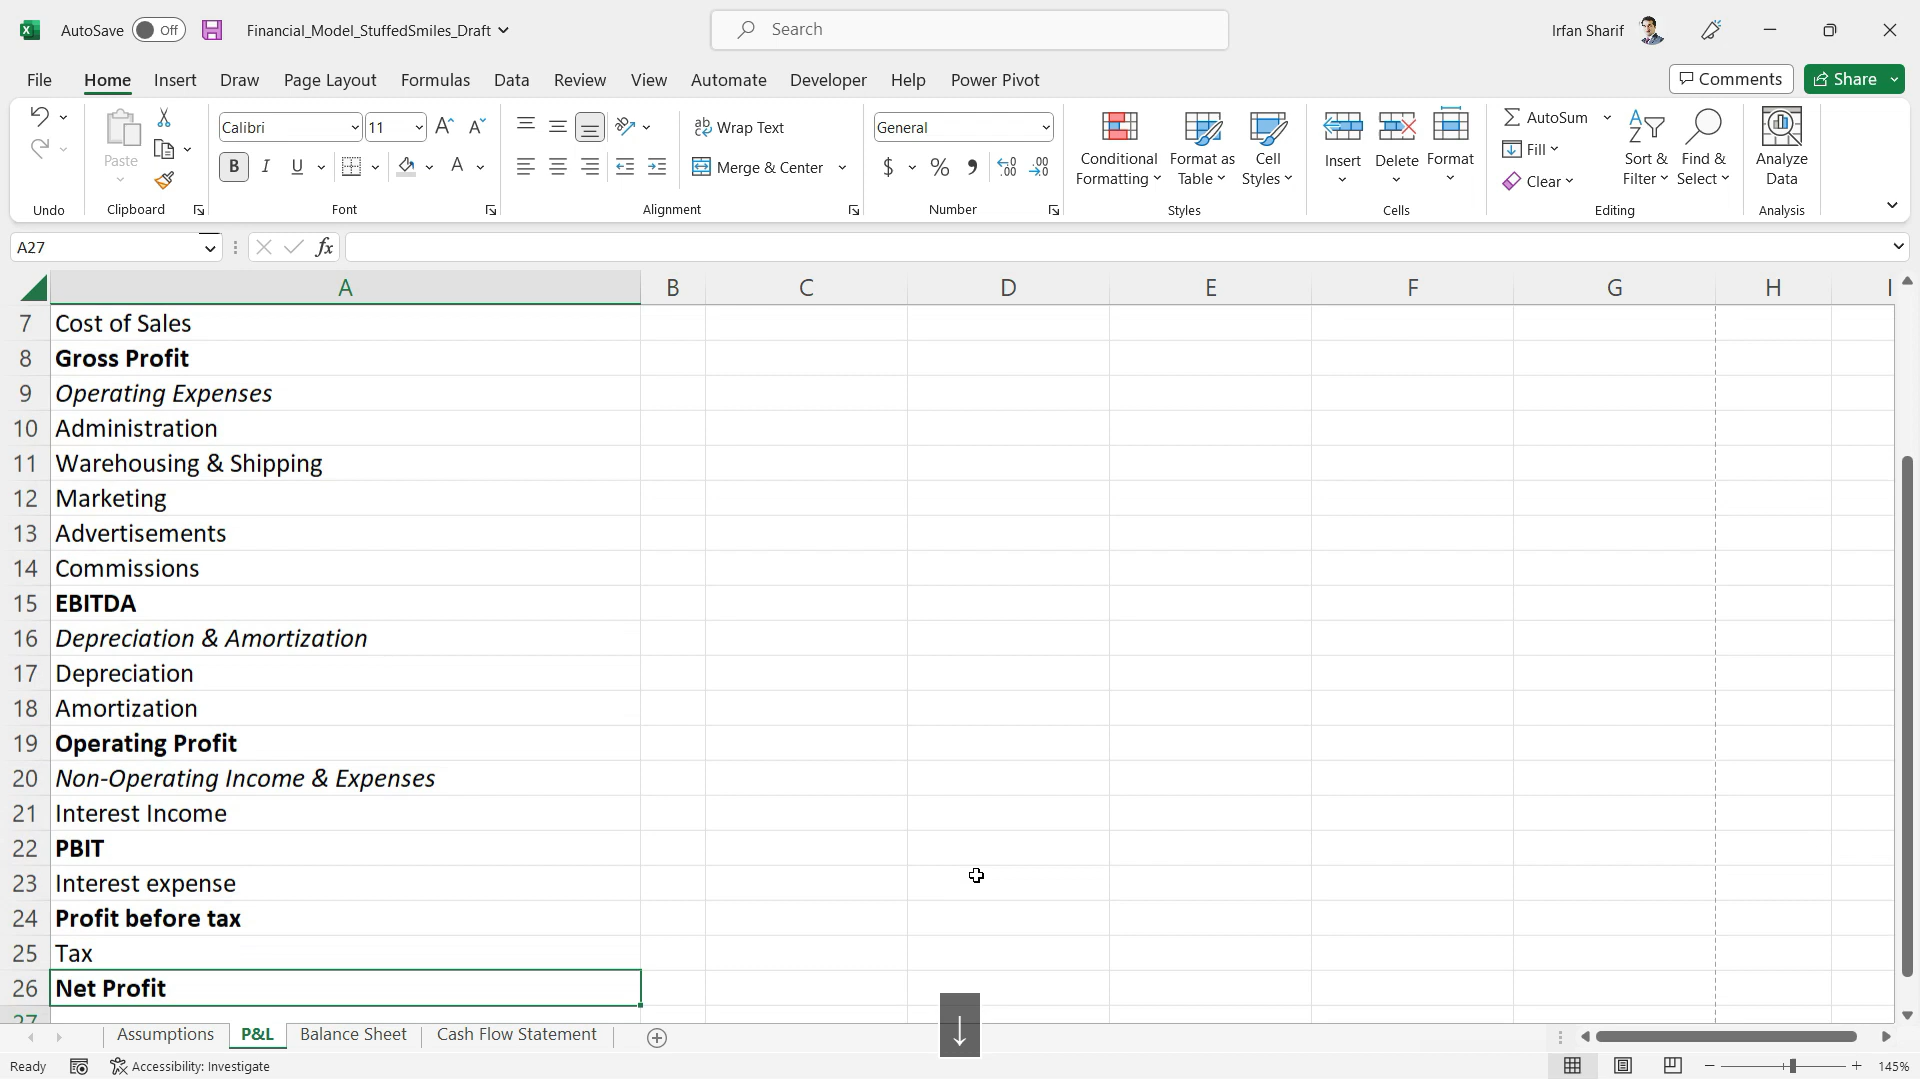 AutoSave Off Financial_Model_StuffedSmiles_Draft Search Irfan Sharif
File Home Insert Draw Page Layout Formulas Data Review View Automate Developer Help Power Pivot Comments Share
Calibri 11 Wrap Text General AutoSum
Paste Insert Delete Format Fill
Conditional Formatting Format as Table Cell Styles Sort & Filter Find & Select Analyze Data
B I U A Merge & Center $ % , Clear
Undo Clipboard Font Alignment Number Styles Cells Editing Analysis
A27 fx
A B C D E F G H I
7 Cost of Sales
8 Gross Profit
9 Operating Expenses
10 Administration
11 Warehousing & Shipping
12 Marketing
13 Advertisements
14 Commissions
15 EBITDA
16 Depreciation & Amortization
17 Depreciation
18 Amortization
19 Operating Profit
20 Non-Operating Income & Expenses
21 Interest Income
22 PBIT
23 Interest expense
24 Profit before tax
25 Tax
26 Net Profit
27
Assumptions P&L Balance Sheet Cash Flow Statement
Ready Accessibility: Investigate 145%